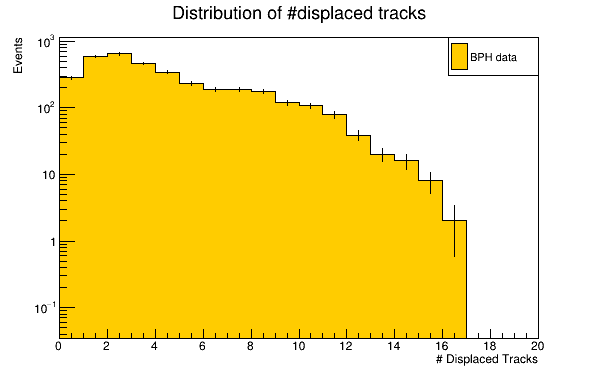 Distribution of #displaced tracks
Events
BPH data
10³
10²
10
1
10⁻¹
0 2 4 6 8 10 12 14 16 18 20
# Displaced Tracks